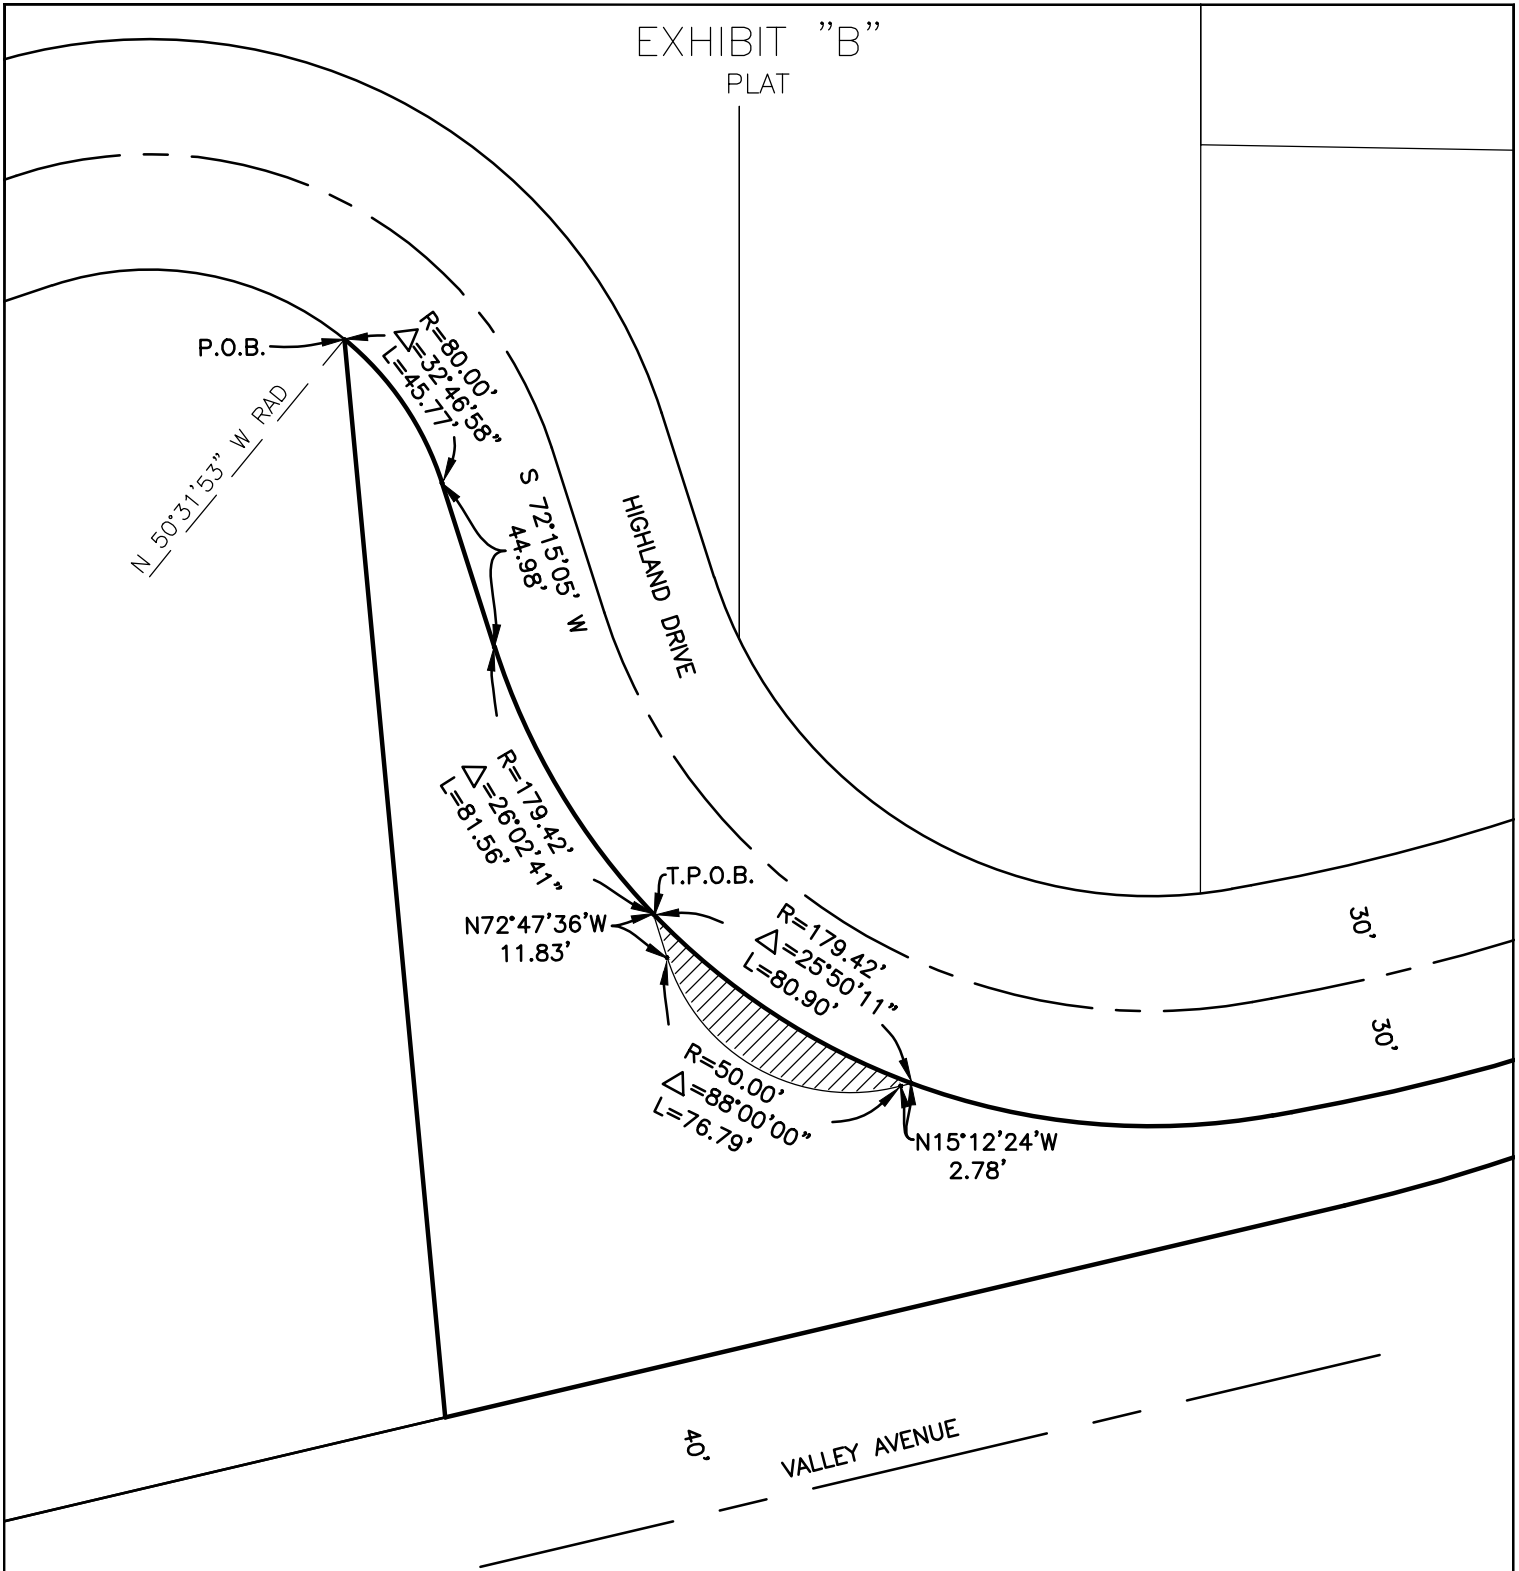 EXHIBIT "B"
PLAT
P.O.B.
R=80.00'
△=32°46'58"
L=45.77'
N 50°31'53" W RAD
S 72°15'05' W
44.98'
HIGHLAND DRIVE
R=179.42'
△=26°02'41"
L=81.56'
T.P.O.B.
N72°47'36'W
11.83'
R=179.42'
△=25°50'11"
L=80.90'
30'
30'
R=50.00'
△=88°00'00"
L=76.79'
N15°12'24'W
2.78'
40'
VALLEY AVENUE